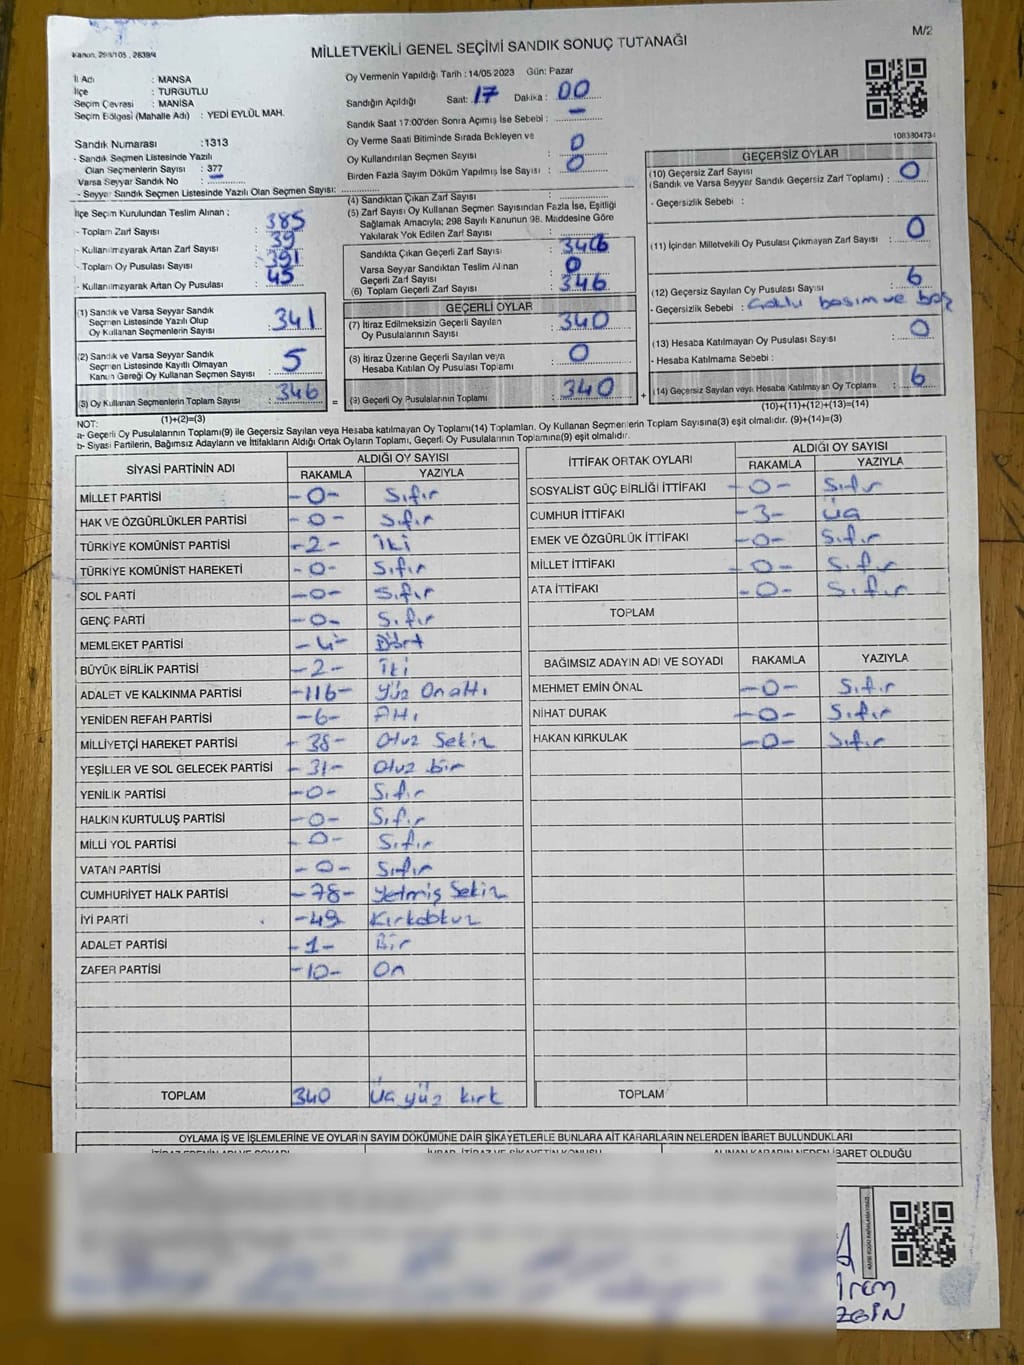 M/2
Kanun, 298/105 , 2839/4
MİLLETVEKİLİ GENEL SEÇİMİ SANDIK SONUÇ TUTANAĞI
İl Adı : MANİSA
İlçe : TURGUTLU
Seçim Çevresi : MANİSA
Seçim Bölgesi (Mahalle Adı) : YEDİ EYLÜL MAH.
Sandık Numarası : 1313
- Sandık Seçmen Listesinde Yazılı
Olan Seçmenlerin Sayısı : 377
Varsa Seyyar Sandık No : -
- Seyyar Sandık Seçmen Listesinde Yazılı Olan Seçmen Sayısı:
Oy Vermenin Yapıldığı Tarih : 14/05 2023 Gün: Pazar
Sandığın Açıldığı Saat: 17 Dakika : 00
Sandık Saat 17:00'den Sonra Açılmış İse Sebebi : -
Oy Verme Saati Bitiminde Sırada Bekleyen ve
Oy Kullandırılan Seçmen Sayısı : 0
Birden Fazla Sayım Döküm Yapılmış İse Sayısı : 0
108380473
İlçe Seçim Kurulundan Teslim Alınan ;
- Toplam Zarf Sayısı : 385
- Kullanılmayarak Artan Zarf Sayısı : 39
- Toplam Oy Pusulası Sayısı : 391
- Kullanılmayarak Artan Oy Pusulası : 45
(1) Sandık ve Varsa Seyyar Sandık
Seçmen Listesinde Yazılı Olup
Oy Kullanan Seçmenlerin Sayısı : 341
(2) Sandık ve Varsa Seyyar Sandık
Seçmen Listesinde Kayıtlı Olmayan
Kanun Gereği Oy Kullanan Seçmen Sayısı : 5
(3) Oy Kullanan Seçmenlerin Toplam Sayısı : 346
(1)+(2)=(3)
(4) Sandıktan Çıkan Zarf Sayısı :
(5) Zarf Sayısı Oy Kullanan Seçmen Sayısından Fazla İse, Eşitliği
Sağlamak Amacıyla; 298 Sayılı Kanunun 98. Maddesine Göre
Yakılarak Yok Edilen Zarf Sayısı :
Sandıkta Çıkan Geçerli Zarf Sayısı : 346
Varsa Seyyar Sandıktan Teslim Alınan
Geçerli Zarf Sayısı : 0
(6) Toplam Geçerli Zarf Sayısı : 346
GEÇERLİ OYLAR
(7) İtiraz Edilmeksizin Geçerli Sayılan
Oy Pusulalarının Sayısı : 340
(8) İtiraz Üzerine Geçerli Sayılan veya
Hesaba Katılan Oy Pusulası Toplamı : 0
(9) Geçerli Oy Pusulalarının Toplamı : 340
GEÇERSİZ OYLAR
(10) Geçersiz Zarf Sayısı
(Sandık ve Varsa Seyyar Sandık Geçersiz Zarf Toplamı) : 0
- Geçersizlik Sebebi :
(11) İçindan Milletvekili Oy Pusulası Çıkmayan Zarf Sayısı : 0
(12) Geçersiz Sayılan Oy Pusulası Sayısı : 6
- Geçersizlik Sebebi : Çoklu basım ve boş
(13) Hesaba Katılmayan Oy Pusulası Sayısı : 0
- Hesaba Katılmama Sebebi :
(14) Geçersiz Sayılan veya Hesaba Katılmayan Oy Toplamı : 6
(10)+(11)+(12)+(13)=(14)
NOT:
a- Geçerli Oy Pusulalarının Toplamı(9) ile Geçersiz Sayılan veya Hesaba katılmayan Oy Toplamı(14) Toplamları, Oy Kullanan Seçmenlerin Toplam Sayısına(3) eşit olmalıdır. (9)+(14)=(3)
b- Siyasi Partilerin, Bağımsız Adayların ve İttifakların Aldığı Ortak Oyların Toplamı, Geçerli Oy Pusulalarının Toplamına(9) eşit olmalıdır.
SİYASİ PARTİNİN ADI ALDIĞI OY SAYISI
RAKAMLA YAZIYLA
MİLLET PARTİSİ -0- Sıfır
HAK VE ÖZGÜRLÜKLER PARTİSİ -0- Sıfır
TÜRKİYE KOMÜNİST PARTİSİ -2- İki
TÜRKİYE KOMÜNİST HAREKETİ -0- Sıfır
SOL PARTİ -0- Sıfır
GENÇ PARTİ -0- Sıfır
MEMLEKET PARTİSİ -4- Dört
BÜYÜK BİRLİK PARTİSİ -2- İki
ADALET VE KALKINMA PARTİSİ -116- Yüz On altı
YENİDEN REFAH PARTİSİ -6- Altı
MİLLİYETÇİ HAREKET PARTİSİ -38- Otuz Sekiz
YEŞİLLER VE SOL GELECEK PARTİSİ -31- Otuz bir
YENİLİK PARTİSİ -0- Sıfır
HALKIN KURTULUŞ PARTİSİ -0- Sıfır
MİLLİ YOL PARTİSİ -0- Sıfır
VATAN PARTİSİ -0- Sıfır
CUMHURİYET HALK PARTİSİ -78- Yetmiş Sekiz
İYİ PARTİ -49 Kırkdokuz
ADALET PARTİSİ -1- Bir
ZAFER PARTİSİ -10- On
TOPLAM 340 Üç yüz kırk
İTTİFAK ORTAK OYLARI ALDIĞI OY SAYISI
RAKAMLA YAZIYLA
SOSYALİST GÜÇ BİRLİĞİ İTTİFAKI -0- Sıfır
CUMHUR İTTİFAKI -3- Üç
EMEK VE ÖZGÜRLÜK İTTİFAKI -0- Sıfır
MİLLET İTTİFAKI -0- Sıfır
ATA İTTİFAKI -0- Sıfır
TOPLAM
BAĞIMSIZ ADAYIN ADI VE SOYADI RAKAMLA YAZIYLA
MEHMET EMİN ÖNAL -0- Sıfır
NİHAT DURAK -0- Sıfır
HAKAN KIRKULAK -0- Sıfır
TOPLAM
OYLAMA İŞ VE İŞLEMLERİNE VE OYLARIN SAYIM DÖKÜMÜNE DAİR ŞİKAYETLERLE BUNLARA AİT KARARLARIN NELERDEN İBARET BULUNDUKLARI
İBARET OLDUĞU
İrem